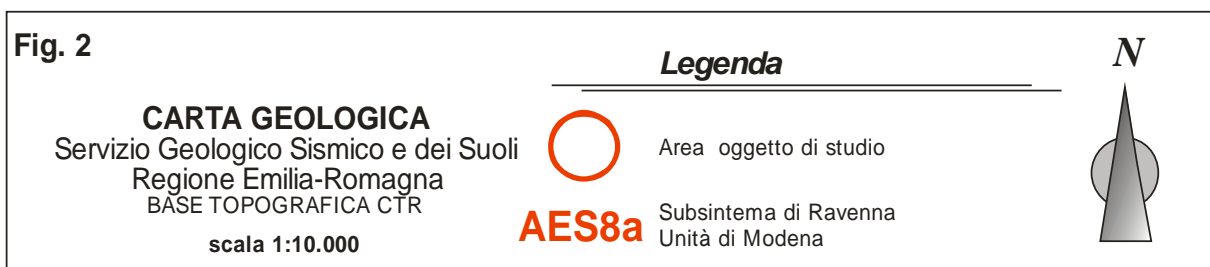 Fig. 2
CARTA GEOLOGICA
Servizio Geologico Sismico e dei Suoli
Regione Emilia-Romagna
BASE TOPOGRAFICA CTR
scala 1:10.000
Legenda
Area oggetto di studio
AES8a
Subsintema di Ravenna
Unità di Modena
N